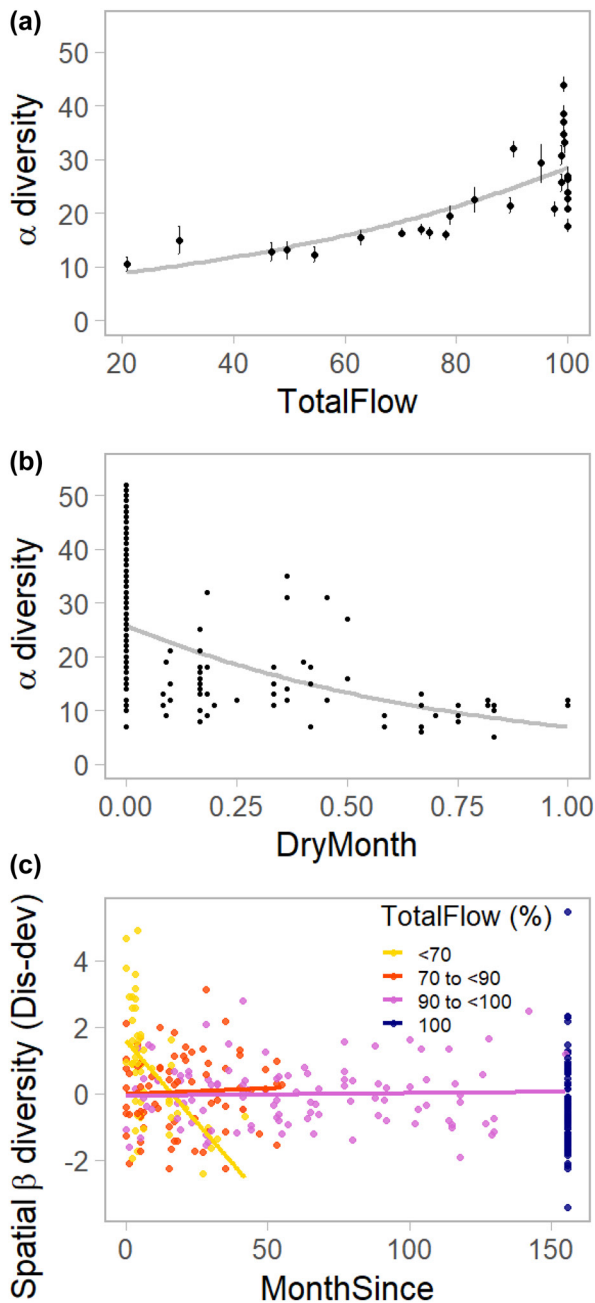 (a)
α diversity
50
40
30
20
10
0
20 40 60 80 100
TotalFlow
(b)
α diversity
50
40
30
20
10
0
0.00 0.25 0.50 0.75 1.00
DryMonth
(c)
Spatial β diversity (Dis-dev)
TotalFlow (%)
<70
70 to <90
90 to <100
100
4
2
0
-2
0 50 100 150
MonthSince